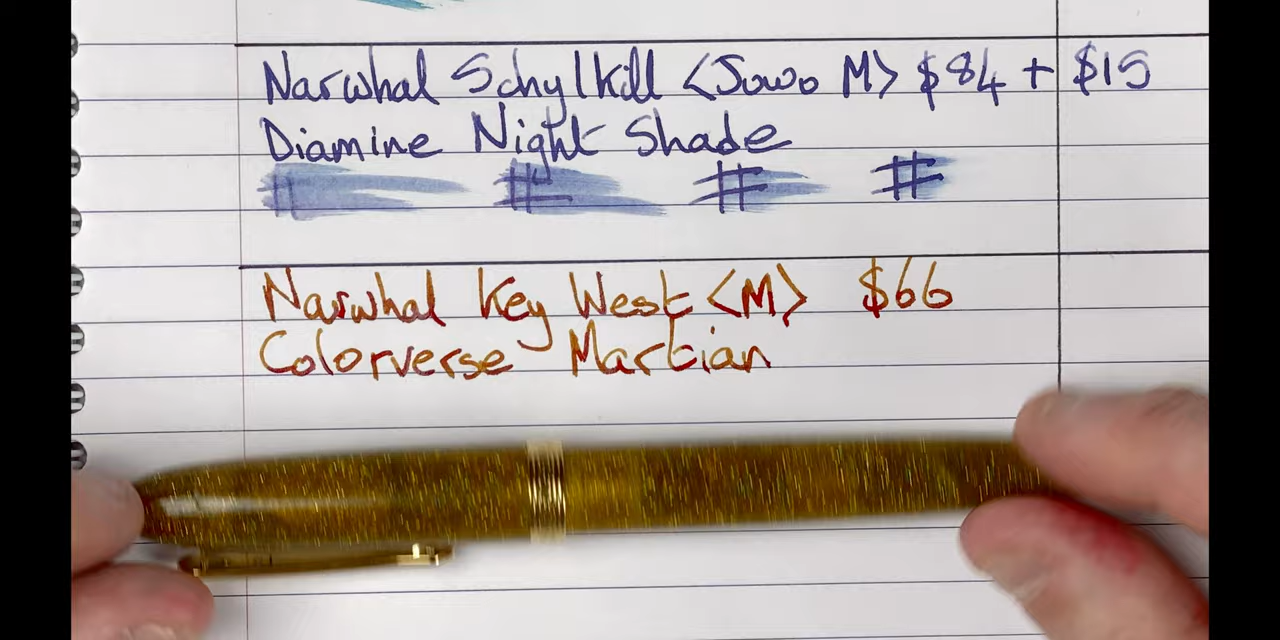 Narwhal Schylkill <Jowo M> $84 + $15
Diamine Night Shade
# # # #
Narwhal Key West <M> $66
Colorverse Martian